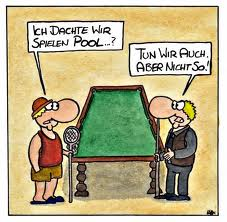 Ich Dachte Wir
Spielen Pool...?
Tun Wir Auch.
Aber Nicht So!